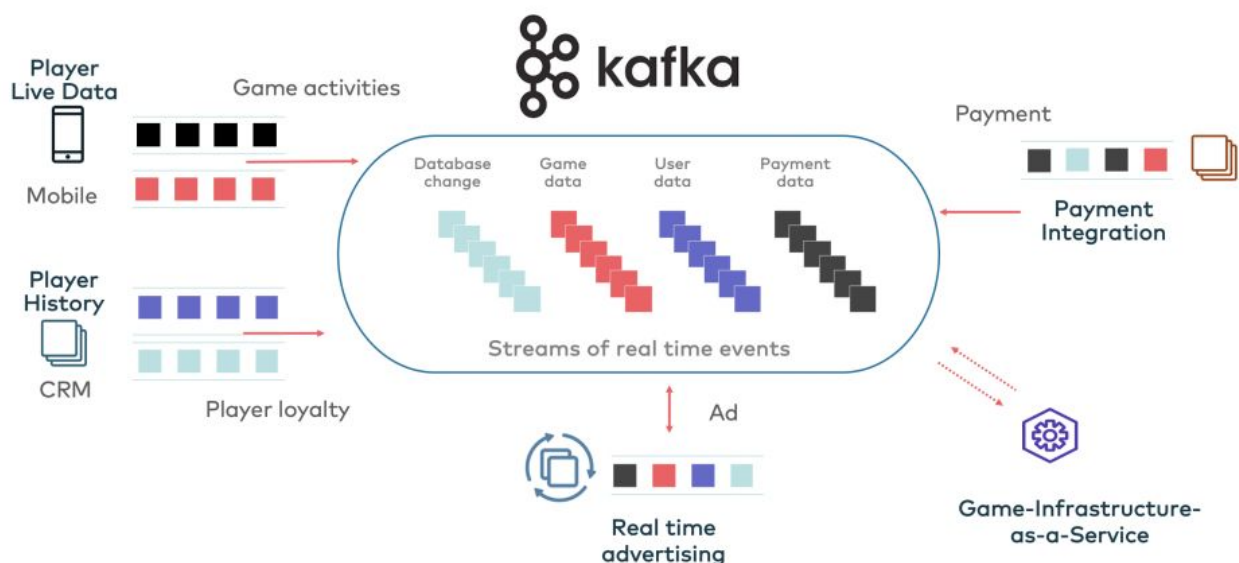 kafka
Player
Live Data
Game activities
Mobile
Payment
Database
change
Game
data
User
data
Payment
data
Payment
Integration
Player
History
CRM
Player loyalty
Streams of real time events
Ad
Real time
advertising
Game-Infrastructure-
as-a-Service